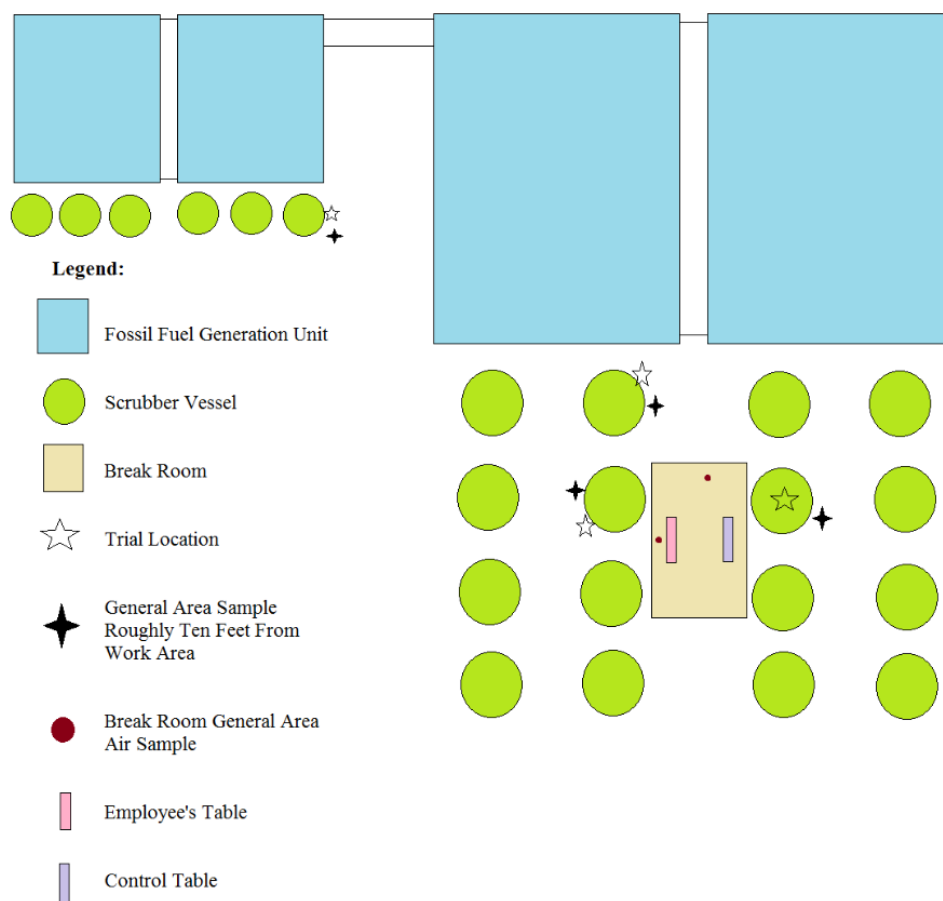 Legend:
Fossil Fuel Generation Unit
Scrubber Vessel
Break Room
Trial Location
General Area Sample
Roughly Ten Feet From
Work Area
Break Room General Area
Air Sample
Employee's Table
Control Table